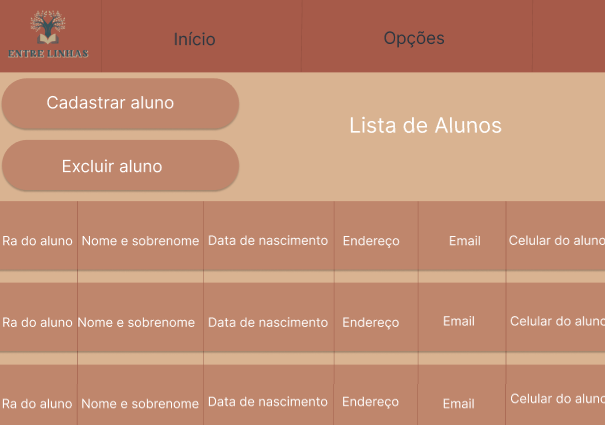 ENTRE LINHAS
Início
Opções
Cadastrar aluno
Lista de Alunos
Excluir aluno
Ra do aluno Nome e sobrenome Data de nascimento Endereço Email Celular do aluno
Ra do aluno Nome e sobrenome Data de nascimento Endereço Email Celular do aluno
Ra do aluno Nome e sobrenome Data de nascimento Endereço Email Celular do aluno